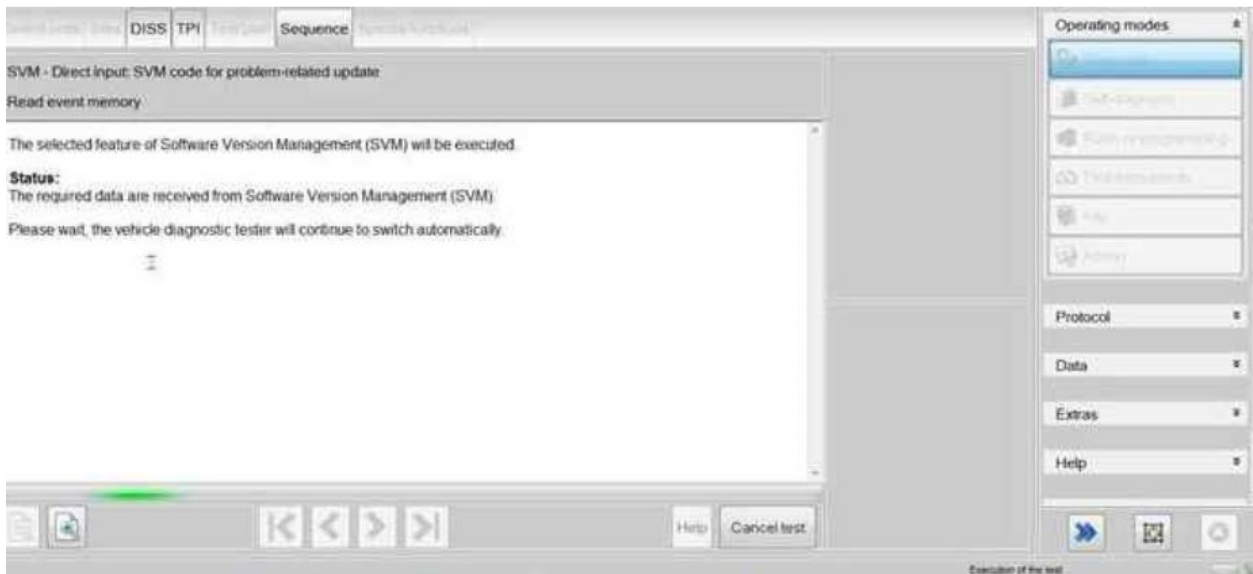 DISS TPI Sequence
Operating modes
SVM - Direct input: SVM code for problem-related update
Read event memory
The selected feature of Software Version Management (SVM) will be executed.
Status:
The required data are received from Software Version Management (SVM)
Please wait, the vehicle diagnostic tester will continue to switch automatically.
Protocol
Data
Extras
Help
Help
Cancel test
Execution of the test